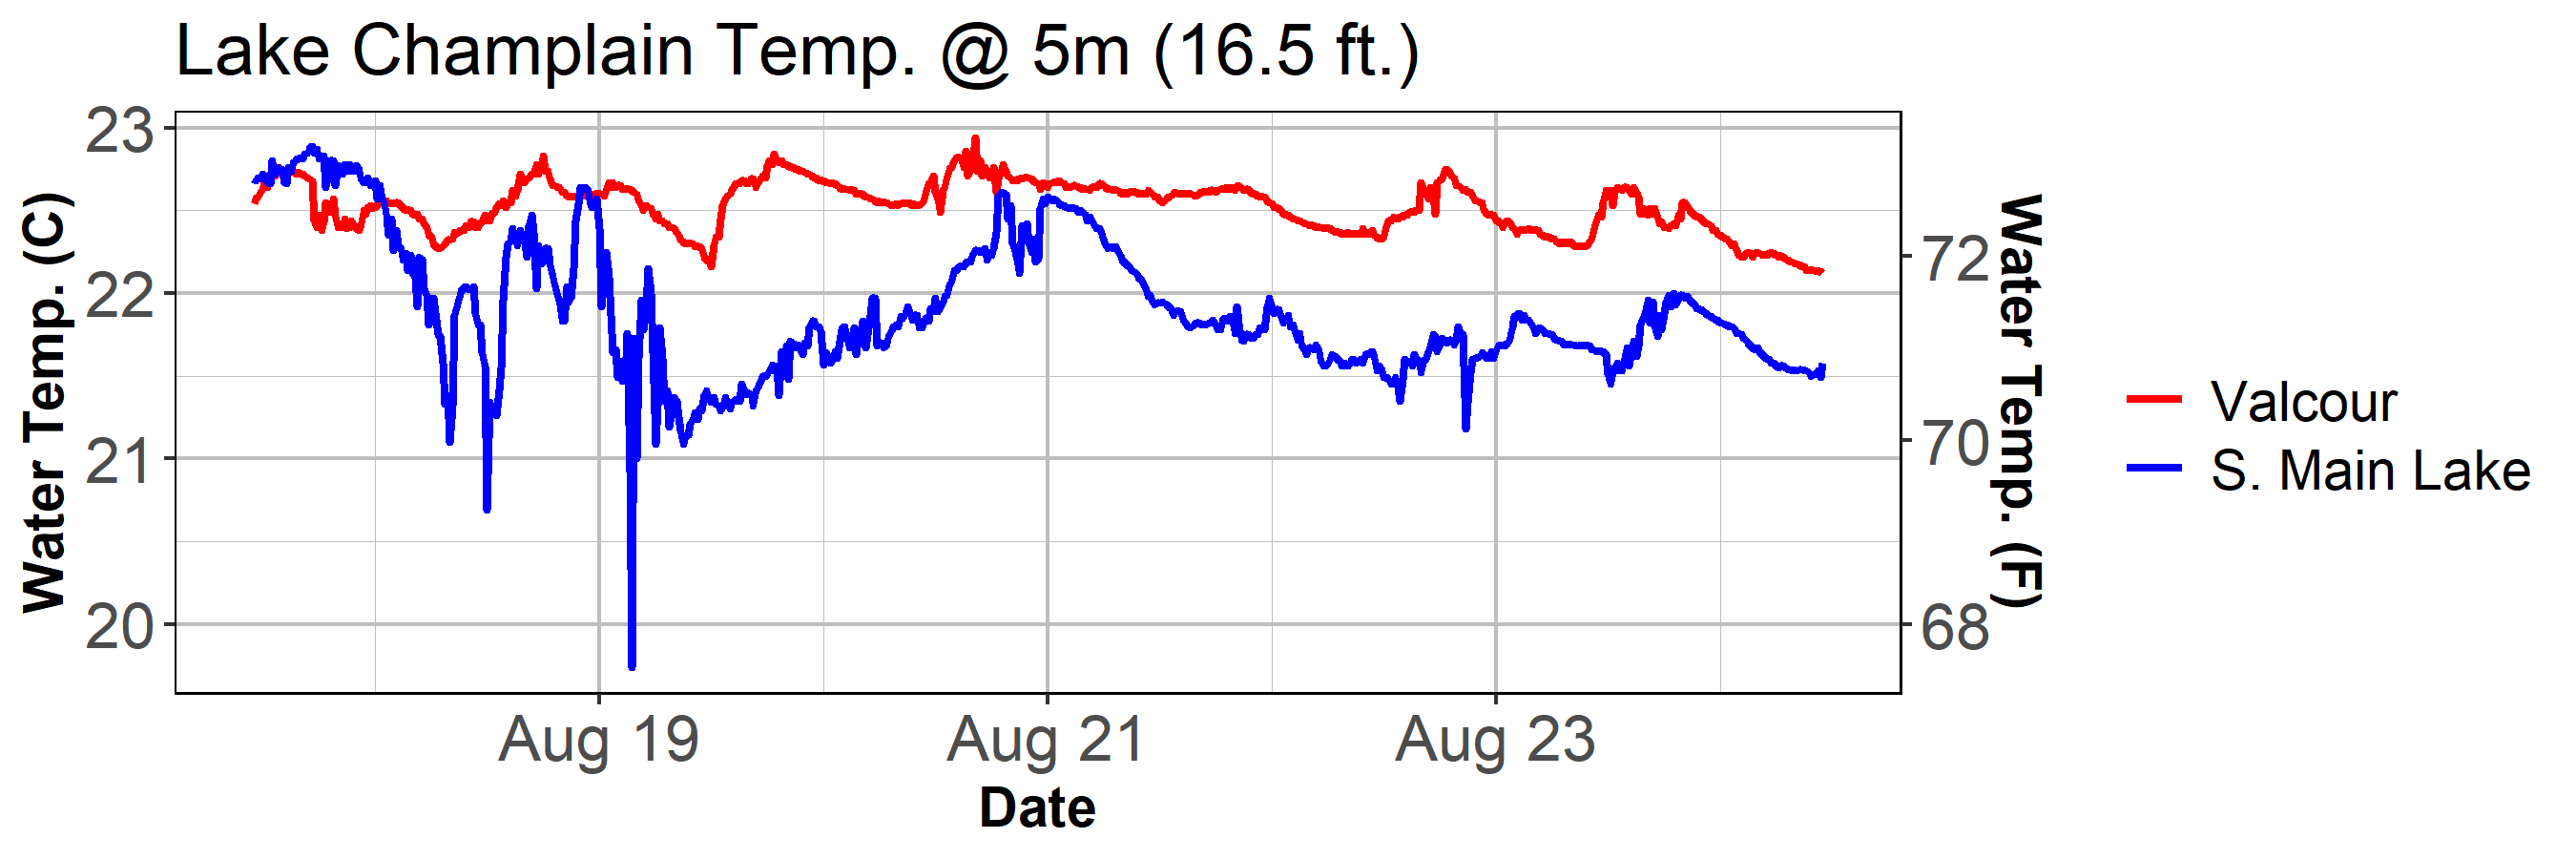 Lake Champlain Temp. @ 5m (16.5 ft.)
Water Temp. (C)
23
22
21
20
72
70
68
Water Temp. (F)
Aug 19
Aug 21
Aug 23
Date
Valcour
S. Main Lake